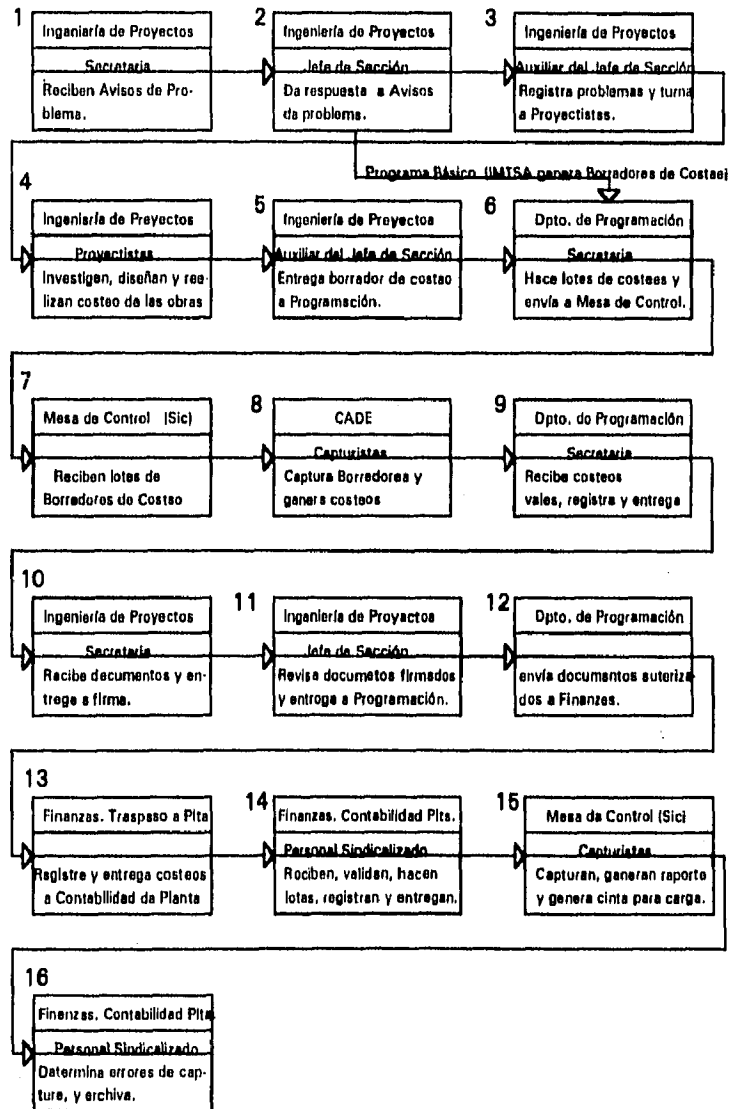 1
Ingeniería de Proyectos
Secretaria
Reciben Avisos de Pro-
blema.
2
Ingeniería de Proyectos
Jefe de Sección
Da respuesta a Avisos
da problema.
3
Ingeniería de Proyectos
Auxiliar del Jefe de Sección
Registra problemas y turna
a Proyectistas.
Programa Básico (IMTSA genera Borradores de Costeo)
4
Ingeniería de Proyectos
Proyectistas
Investigan, diseñan y rea-
lizan costeo de las obras
5
Ingeniería de Proyectos
Auxiliar del Jefe de Sección
Entrega borrador de costeo
a Programación.
6
Dpto. de Programación
Secretaria
Hace lotes de costeos y
envía a Mesa de Control.
7
Mesa de Control (Sic)
Reciben lotes de
Borradores de Costeo
8
CADE
Capturistas
Captura Borradores y
genera costeos
9
Dpto. de Programación
Secretaria
Recibe costeos
vales, registra y entrega
10
Ingeniería de Proyectos
Secretaria
Recibe documentos y en-
trega a firma.
11
Ingeniería de Proyectos
Jefe de Sección
Revisa documetos firmados
y entrega a Programación.
12
Dpto. de Programación
envía documentos autoriza
dos a Finanzas.
13
Finanzas. Traspaso a Plta
Registra y entrega costeos
a Contabilidad de Planta
14
Finanzas. Contabilidad Plts.
Personal Sindicalizado
Reciben, validan, hacen
lotes, registran y entregan.
15
Mesa da Control (Sic)
Capturistas
Capturan, generan reporte
y genera cinta para carga.
16
Finanzas. Contabilidad Plta
Personal Sindicalizado
Determina errores de cap-
tura, y archiva.